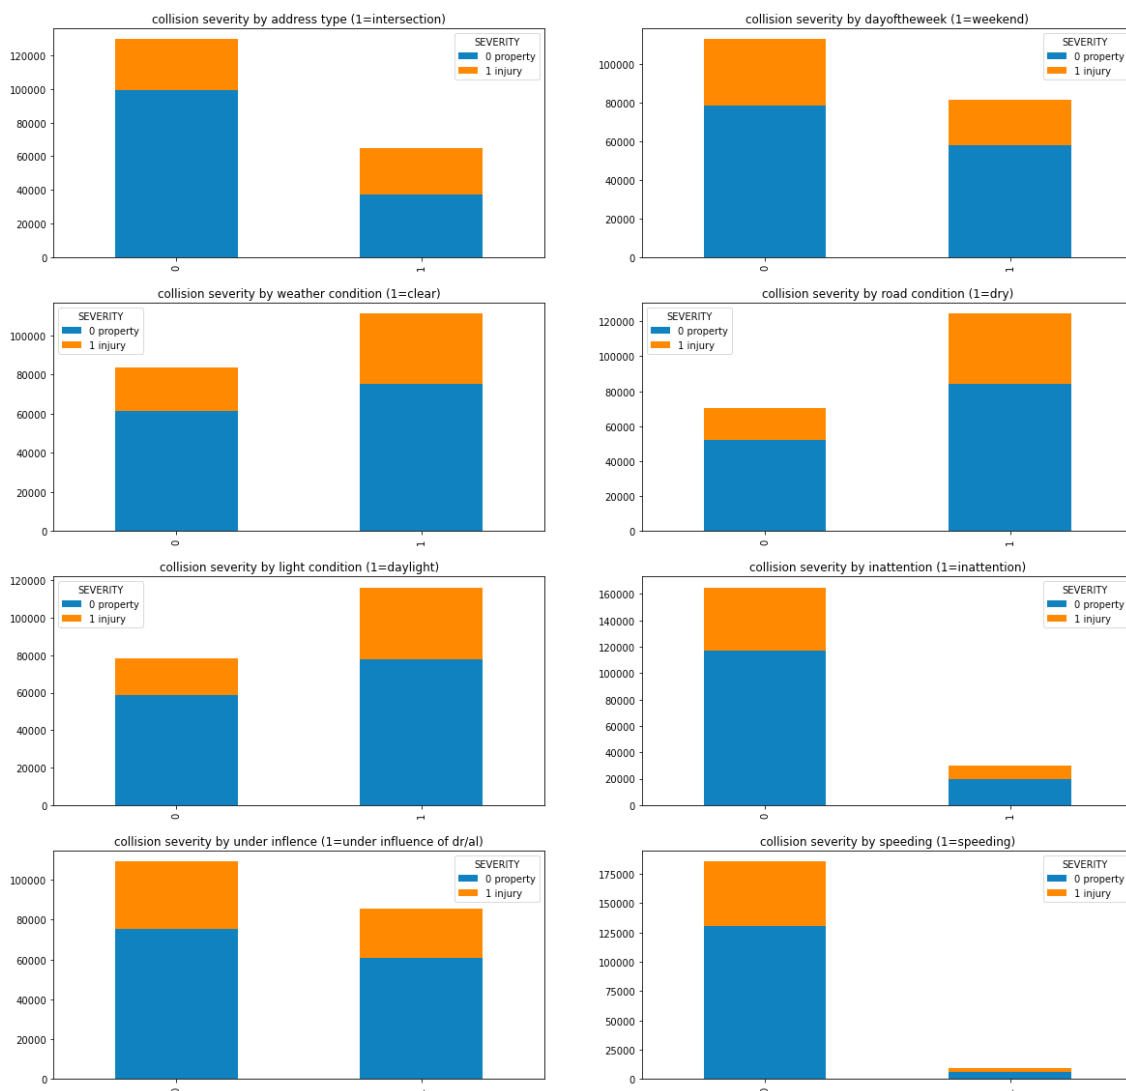 collision severity by address type (1=intersection)
SEVERITY
0 property
1 injury
120000
100000
80000
60000
40000
20000
0
0
1
collision severity by dayoftheweek (1=weekend)
SEVERITY
0 property
1 injury
100000
80000
60000
40000
20000
0
0
1
collision severity by weather condition (1=clear)
SEVERITY
0 property
1 injury
100000
80000
60000
40000
20000
0
0
1
collision severity by road condition (1=dry)
SEVERITY
0 property
1 injury
120000
100000
80000
60000
40000
20000
0
0
1
collision severity by light condition (1=daylight)
SEVERITY
0 property
1 injury
120000
100000
80000
60000
40000
20000
0
0
1
collision severity by inattention (1=inattention)
SEVERITY
0 property
1 injury
160000
140000
120000
100000
80000
60000
40000
20000
0
0
1
collision severity by under inflence (1=under influence of dr/al)
SEVERITY
0 property
1 injury
100000
80000
60000
40000
20000
0
collision severity by speeding (1=speeding)
SEVERITY
0 property
1 injury
175000
150000
125000
100000
75000
50000
25000
0